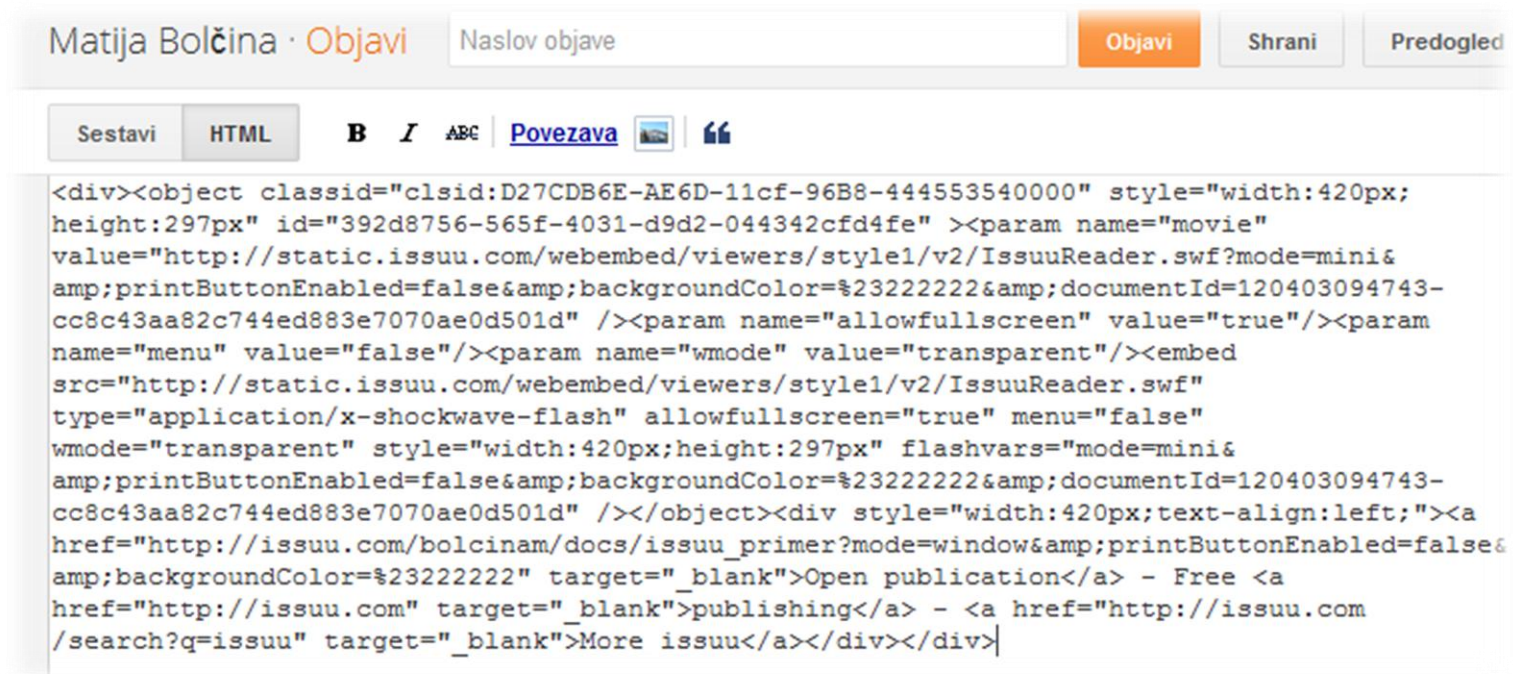 Matija Bolčina · Objavi Naslov objave Objavi Shrani Predogled
Sestavi HTML B I ABC Povezava
<div><object classid="clsid:D27CDB6E-AE6D-11cf-96B8-444553540000" style="width:420px;
height:297px" id="392d8756-565f-4031-d9d2-044342cfd4fe" ><param name="movie"
value="http://static.issuu.com/webembed/viewers/style1/v2/IssuuReader.swf?mode=mini&
amp;printButtonEnabled=false&amp;backgroundColor=%23222222&amp;documentId=120403094743-
cc8c43aa82c744ed883e7070ae0d501d" /><param name="allowfullscreen" value="true"/><param
name="menu" value="false"/><param name="wmode" value="transparent"/><embed
src="http://static.issuu.com/webembed/viewers/style1/v2/IssuuReader.swf"
type="application/x-shockwave-flash" allowfullscreen="true" menu="false"
wmode="transparent" style="width:420px;height:297px" flashvars="mode=mini&
amp;printButtonEnabled=false&amp;backgroundColor=%23222222&amp;documentId=120403094743-
cc8c43aa82c744ed883e7070ae0d501d" /></object><div style="width:420px;text-align:left;"><a
href="http://issuu.com/bolcinam/docs/issuu_primer?mode=window&amp;printButtonEnabled=false&
amp;backgroundColor=%23222222" target="_blank">Open publication</a> - Free <a
href="http://issuu.com" target="_blank">publishing</a> - <a href="http://issuu.com
/search?q=issuu" target="_blank">More issuu</a></div></div>